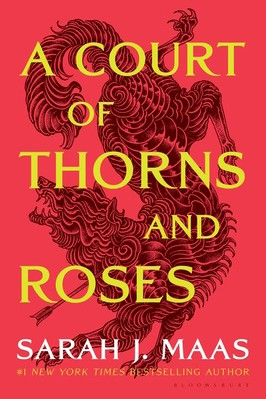 A COURT
OF
THORNS
AND
ROSES
SARAH J. MAAS
#1 NEW YORK TIMES BESTSELLING AUTHOR
BLOOMSBURY